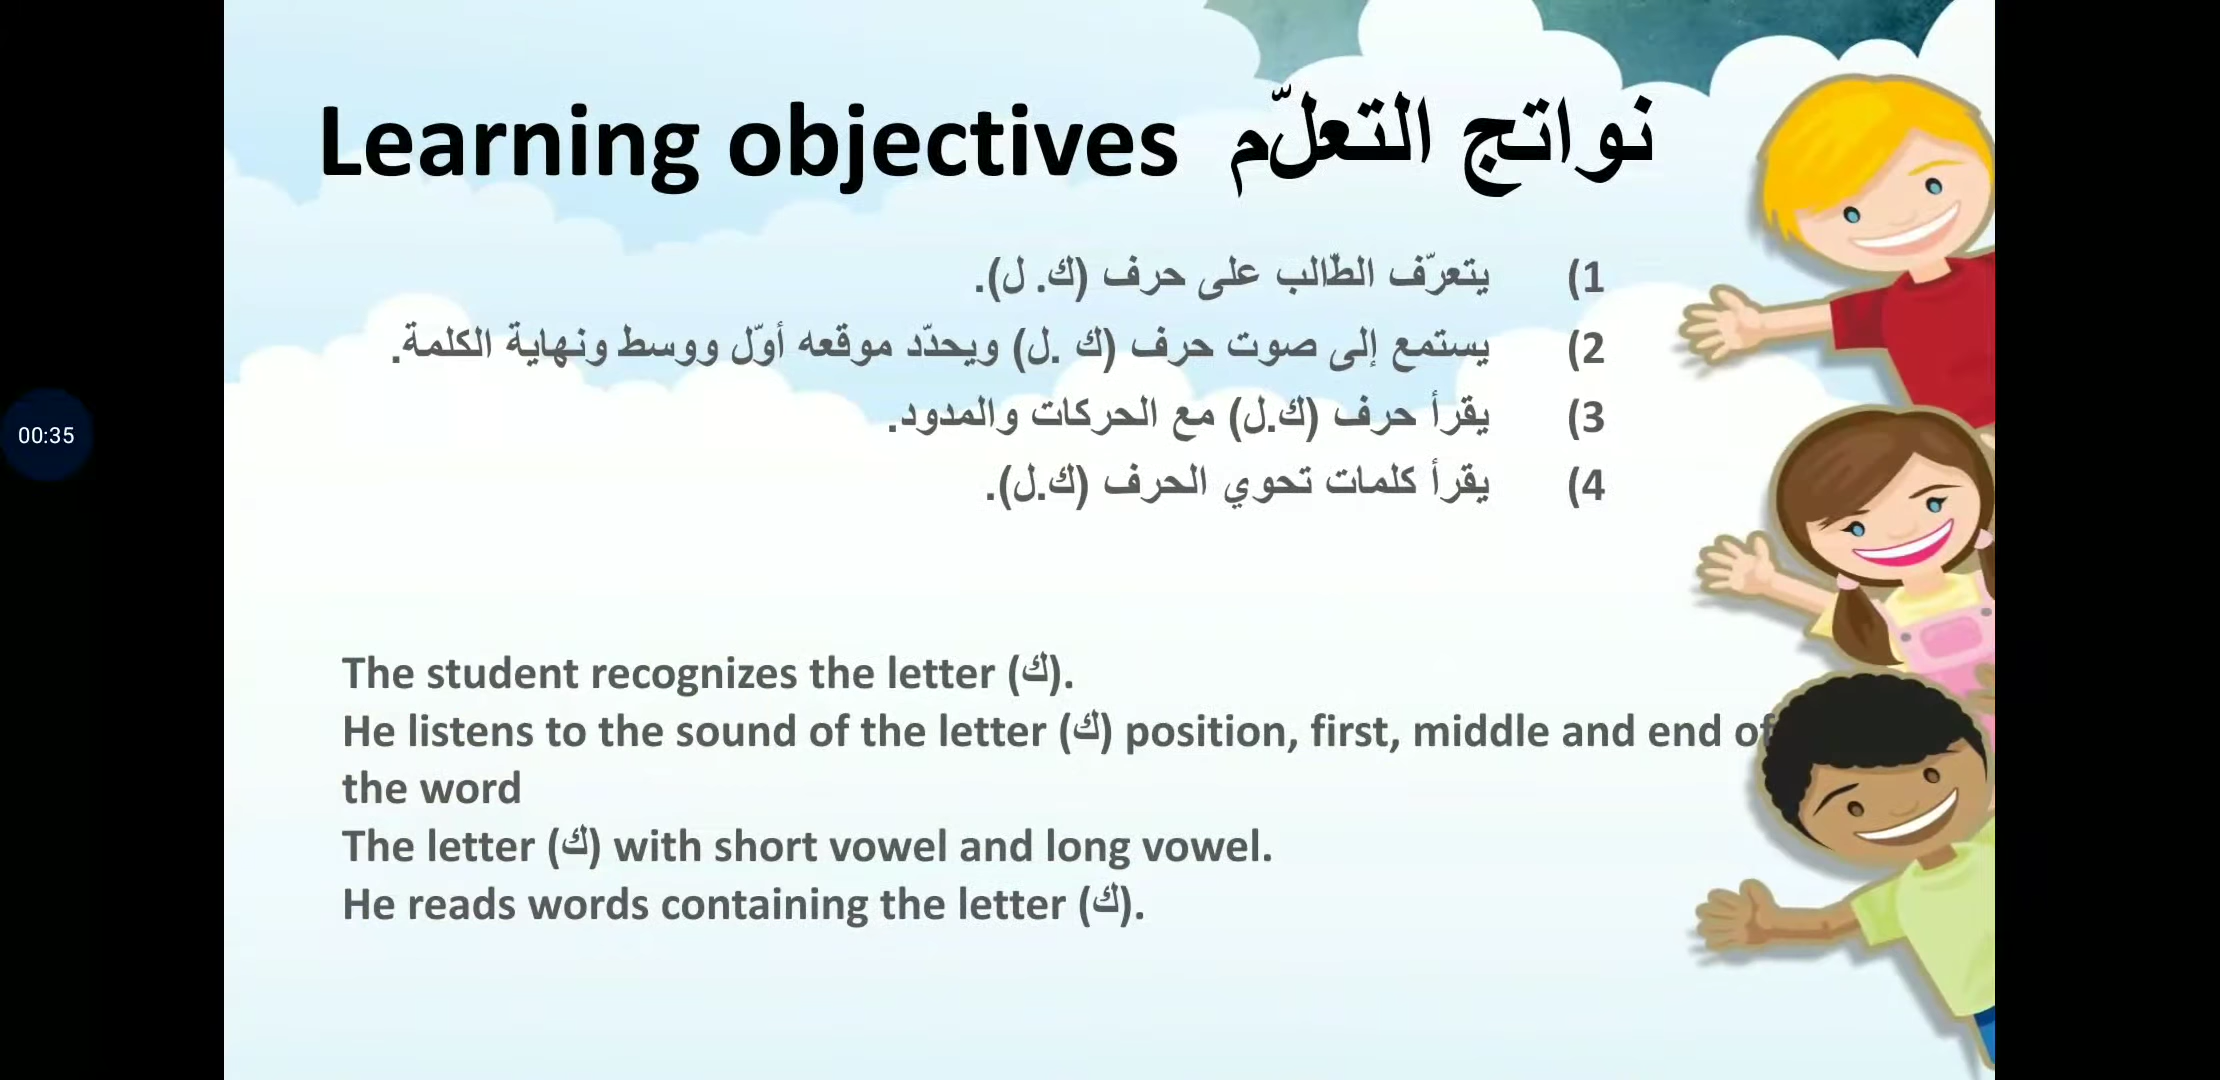 Learning objectives نواتج التعلّم
1) يتعرّف الطّالب على حرف (ك. ل).
2) يستمع إلى صوت حرف (ك .ل) ويحدّد موقعه أوّل ووسط ونهاية الكلمة.
3) يقرأ حرف (ك.ل) مع الحركات والمدود.
4) يقرأ كلمات تحوي الحرف (ك.ل).
00:35
The student recognizes the letter (ك).
He listens to the sound of the letter (ك) position, first, middle and end of
the word
The letter (ك) with short vowel and long vowel.
He reads words containing the letter (ك).